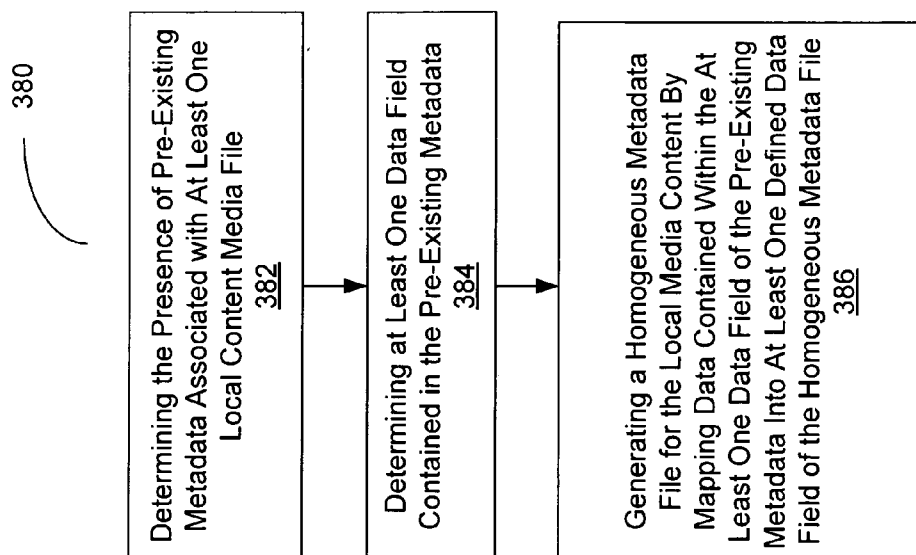 380
Determining the Presence of Pre-Existing
Metadata Associated with At Least One
Local Content Media File
382
Determining at Least One Data Field
Contained in the Pre-Existing Metadata
384
Generating a Homogeneous Metadata
File for the Local Media Content By
Mapping Data Contained Within the At
Least One Data Field of the Pre-Existing
Metadata Into At Least One Defined Data
Field of the Homogeneous Metadata File
386